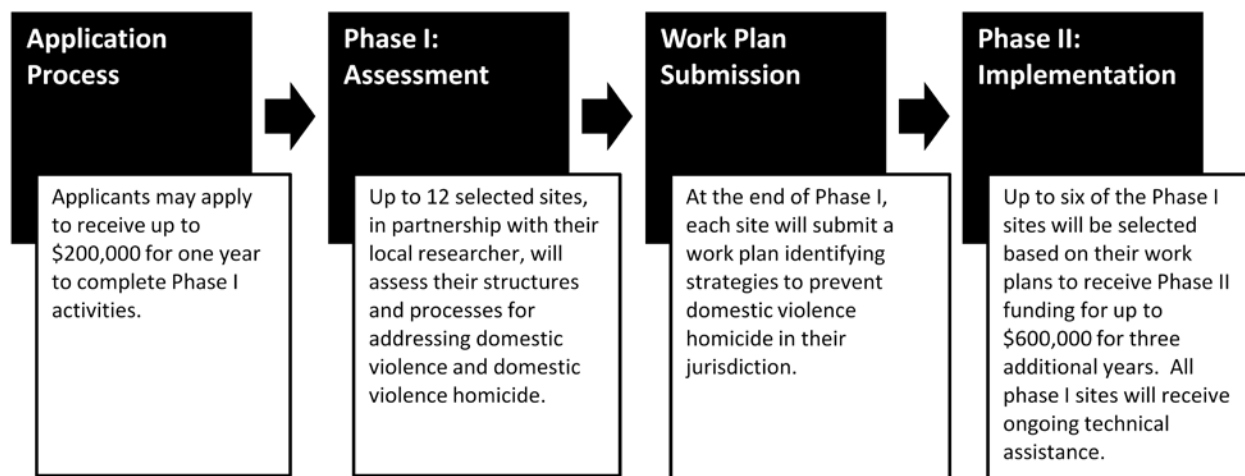 Application
Process
Applicants may apply
to receive up to
$200,000 for one year
to complete Phase I
activities.
Phase I:
Assessment
Up to 12 selected sites,
in partnership with their
local researcher, will
assess their structures
and processes for
addressing domestic
violence and domestic
violence homicide.
Work Plan
Submission
At the end of Phase I,
each site will submit a
work plan identifying
strategies to prevent
domestic violence
homicide in their
jurisdiction.
Phase II:
Implementation
Up to six of the Phase I
sites will be selected
based on their work
plans to receive Phase II
funding for up to
$600,000 for three
additional years.  All
phase I sites will receive
ongoing technical
assistance.